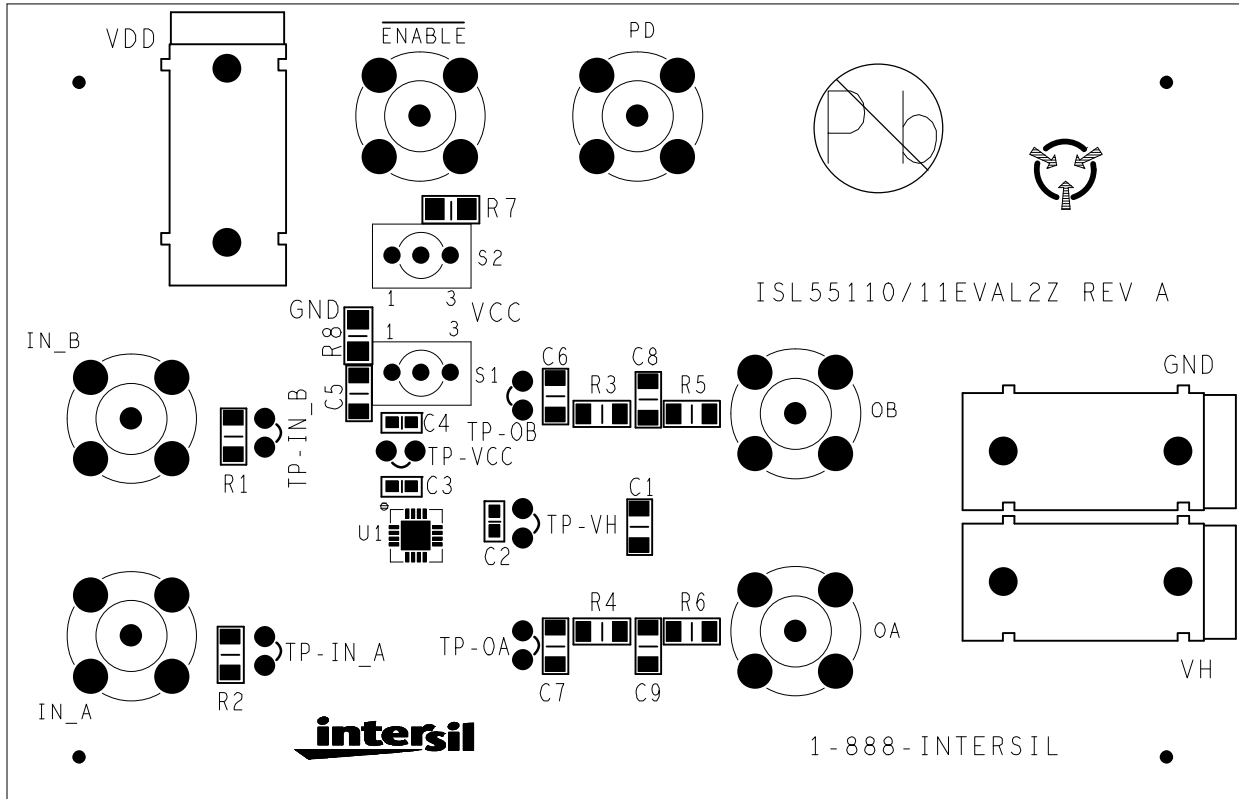 VDD
ENABLE
PD
Pb
R7
S2
1 3
ISL55110/11EVAL2Z REV A
GND
VCC
R8
1 3
IN_B
C6
C8
GND
S1
C5
R3
R5
TP-IN_B
C4
TP-OB
OB
TP-VCC
R1
C3
C1
U1
TP-VH
C2
R4
R6
TP-IN_A
TP-OA
OA
VH
R2
C7
C9
IN_A
intersil
1-888-INTERSIL